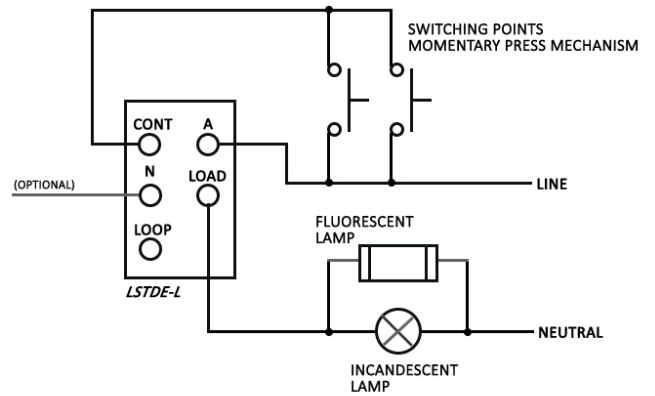 SWITCHING POINTS
MOMENTARY PRESS MECHANISM
CONT A
N
(OPTIONAL)
LOAD
LINE
LOOP
FLUORESCENT
LAMP
LSTDE-L
NEUTRAL
INCANDESCENT
LAMP